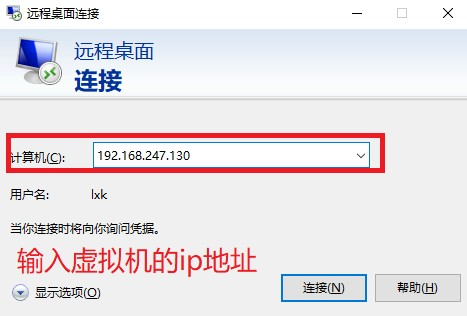 远程桌面连接
远程桌面
连接
计算机(C): 192.168.247.130
用户名: lxk
当你连接时将向你询问凭据。
输入虚拟机的ip地址
显示选项(O) 连接(N) 帮助(H)